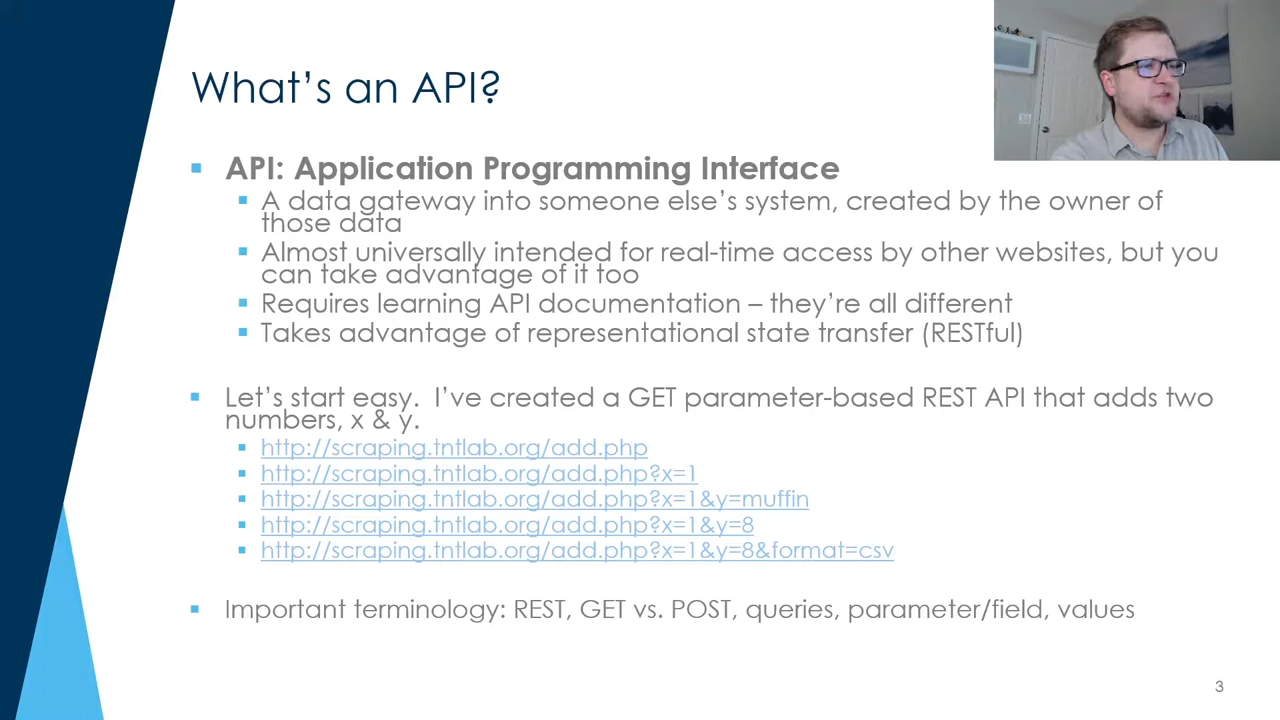 What's an API?
API: Application Programming Interface
A data gateway into someone else's system, created by the owner of
those data
Almost universally intended for real-time access by other websites, but you
can take advantage of it too
Requires learning API documentation – they're all different
Takes advantage of representational state transfer (RESTful)
Let's start easy.  I've created a GET parameter-based REST API that adds two
numbers, x & y.
http://scraping.tntlab.org/add.php
http://scraping.tntlab.org/add.php?x=1
http://scraping.tntlab.org/add.php?x=1&y=muffin
http://scraping.tntlab.org/add.php?x=1&y=8
http://scraping.tntlab.org/add.php?x=1&y=8&format=csv
Important terminology: REST, GET vs. POST, queries, parameter/field, values
3